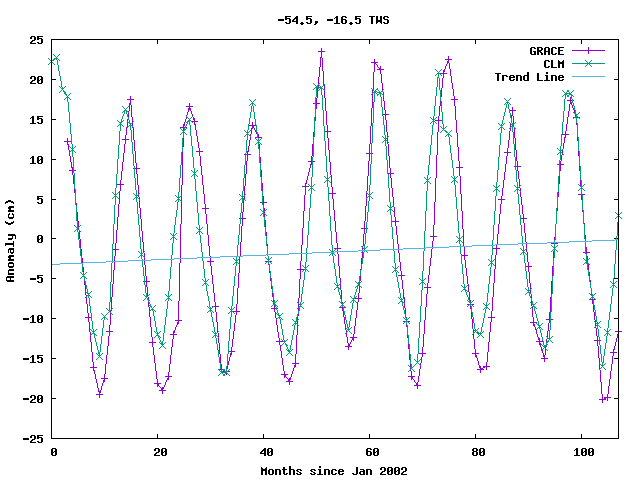 -54.5, -16.5 TWS
GRACE
CLM
Trend Line
25
20
15
10
5
0
-5
-10
-15
-20
-25
Anomaly (cm)
0 20 40 60 80 100
Months since Jan 2002